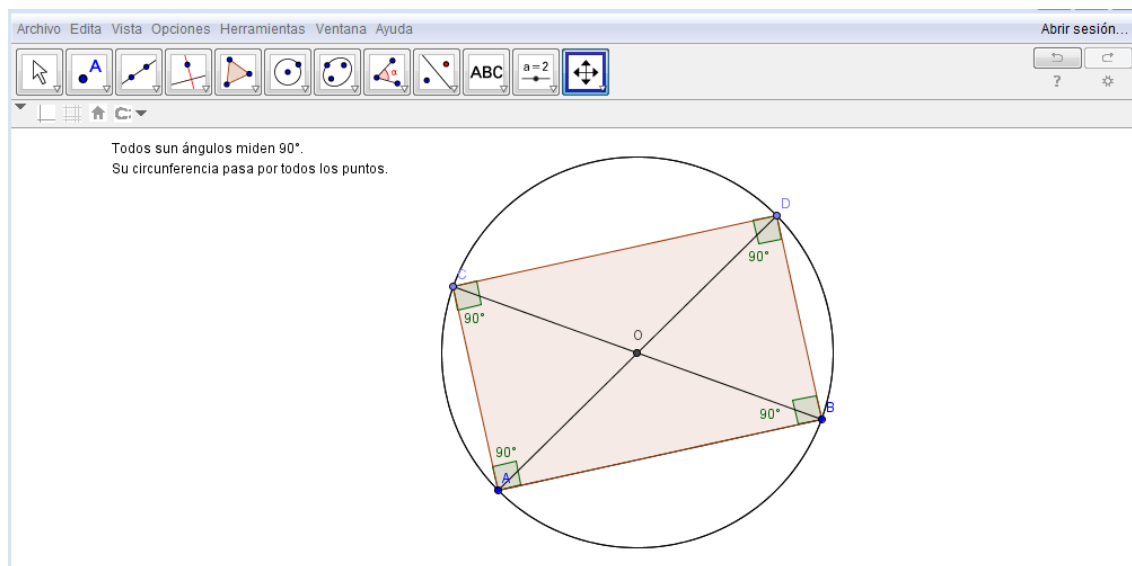 Archivo Edita Vista Opciones Herramientas Ventana Ayuda
Abrir sesión...
A
α
ABC
a = 2
?
Todos sun ángulos miden 90°.
Su circunferencia pasa por todos los puntos.
D
90°
C
90°
O
B
90°
90°
A